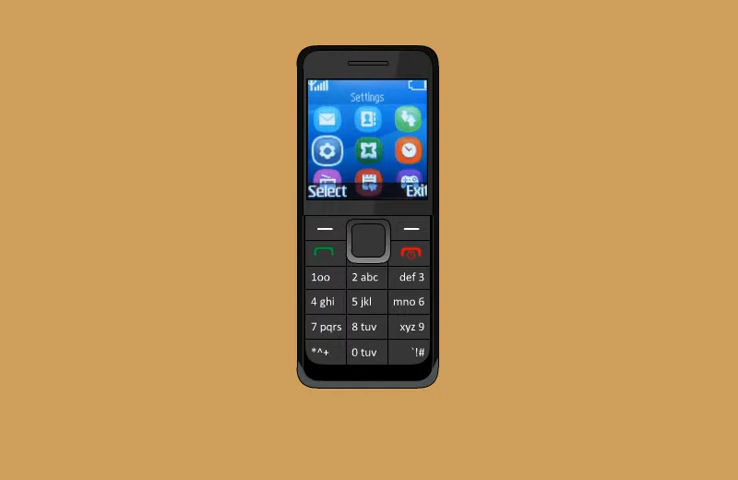 Settings
Select Exit
1oo 2 abc def 3
4 ghi 5 jkl mno 6
7 pqrs 8 tuv xyz 9
*^+ 0 tuv `!#